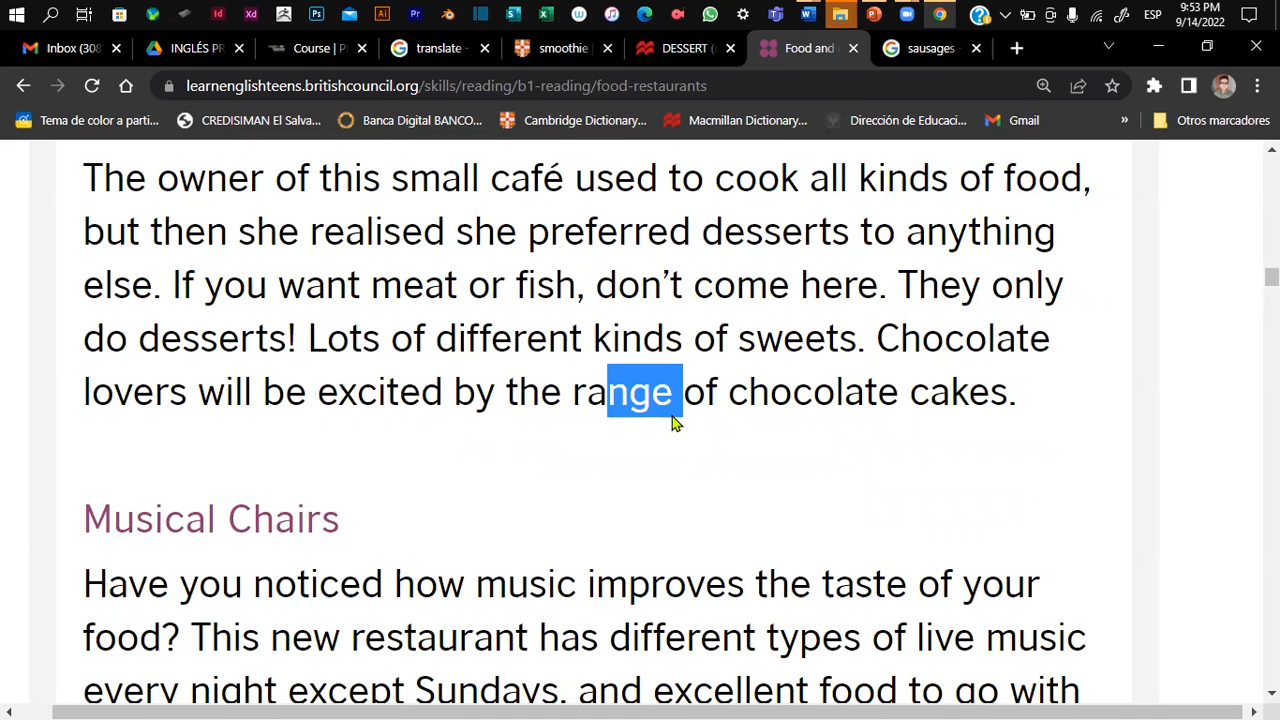 9:53 PM
ESP
9/14/2022
Inbox (308
INGLÉS PR
Course | P
translate -
smoothie
DESSERT (
Food and
sausages-
learnenglishteens.britishcouncil.org/skills/reading/b1-reading/food-restaurants
Tema de color a parti...
CREDISIMAN El Salva...
Banca Digital BANCO...
Cambridge Dictionary...
Macmillan Dictionary...
Dirección de Educaci...
Gmail
»
Otros marcadores
The owner of this small café used to cook all kinds of food,
but then she realised she preferred desserts to anything
else. If you want meat or fish, don't come here. They only
do desserts! Lots of different kinds of sweets. Chocolate
lovers will be excited by the range of chocolate cakes.
Musical Chairs
Have you noticed how music improves the taste of your
food? This new restaurant has different types of live music
every night except Sundays, and excellent food to go with